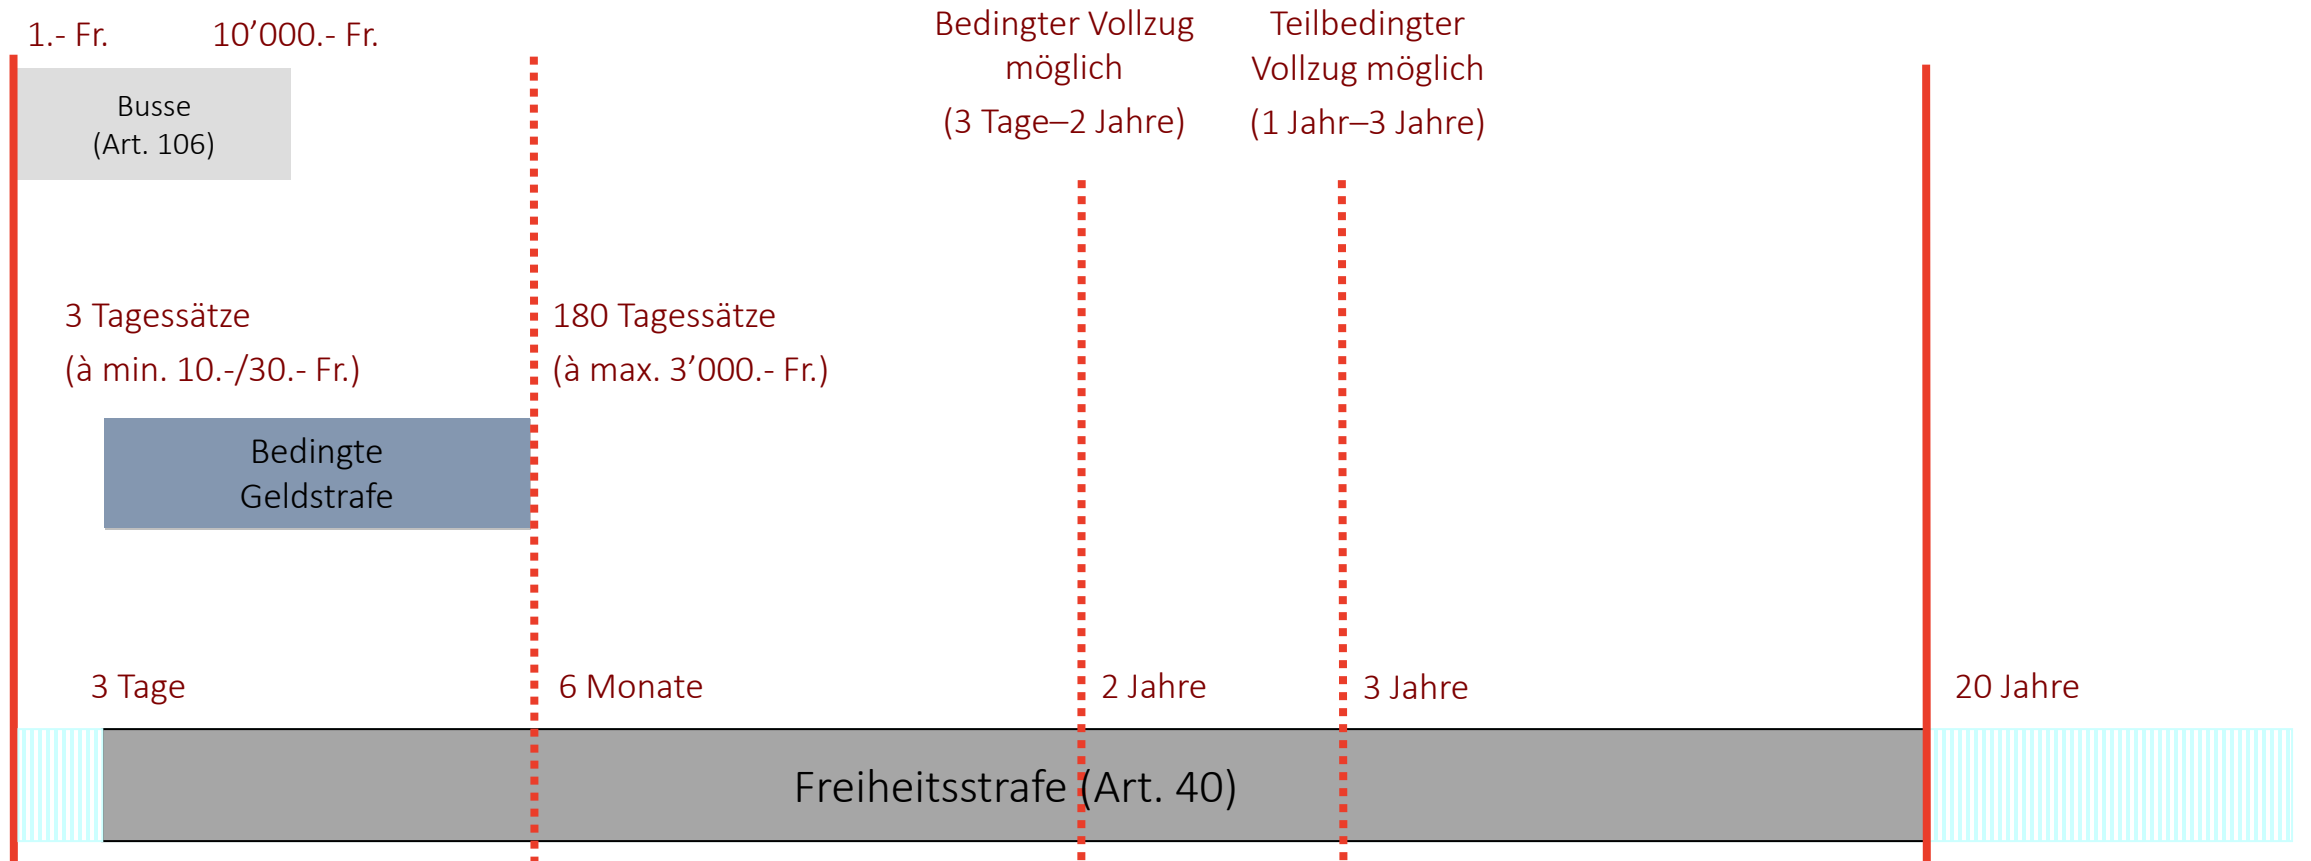 1.- Fr.
10’000.- Fr.
Bedingter Vollzug
möglich
(3 Tage–2 Jahre)
Teilbedingter
Vollzug möglich
(1 Jahr–3 Jahre)
Busse
(Art. 106)
3 Tagessätze
(à min. 10.-/30.- Fr.)
180 Tagessätze
(à max. 3’000.- Fr.)
Bedingte
Geldstrafe
3 Tage
6 Monate
2 Jahre
3 Jahre
20 Jahre
Freiheitsstrafe (Art. 40)